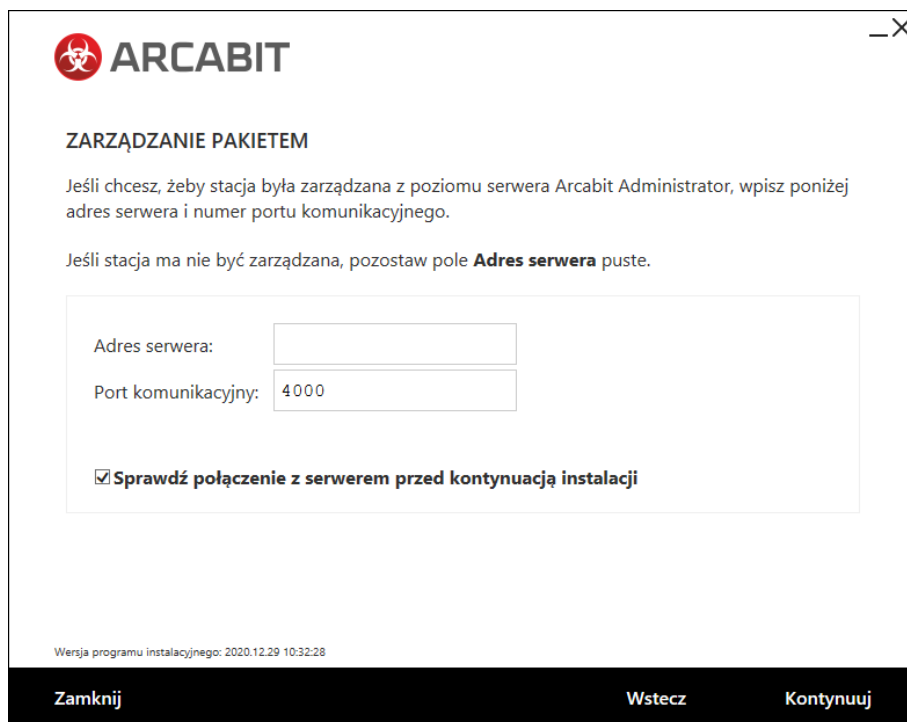 ARCABIT
ZARZĄDZANIE PAKIETEM
Jeśli chcesz, żeby stacja była zarządzana z poziomu serwera Arcabit Administrator, wpisz poniżej
adres serwera i numer portu komunikacyjnego.
Jeśli stacja ma nie być zarządzana, pozostaw pole Adres serwera puste.
Adres serwera:
Port komunikacyjny: 4000
Sprawdź połączenie z serwerem przed kontynuacją instalacji
Wersja programu instalacyjnego: 2020.12.29 10:32:28
Zamknij Wstecz Kontynuuj